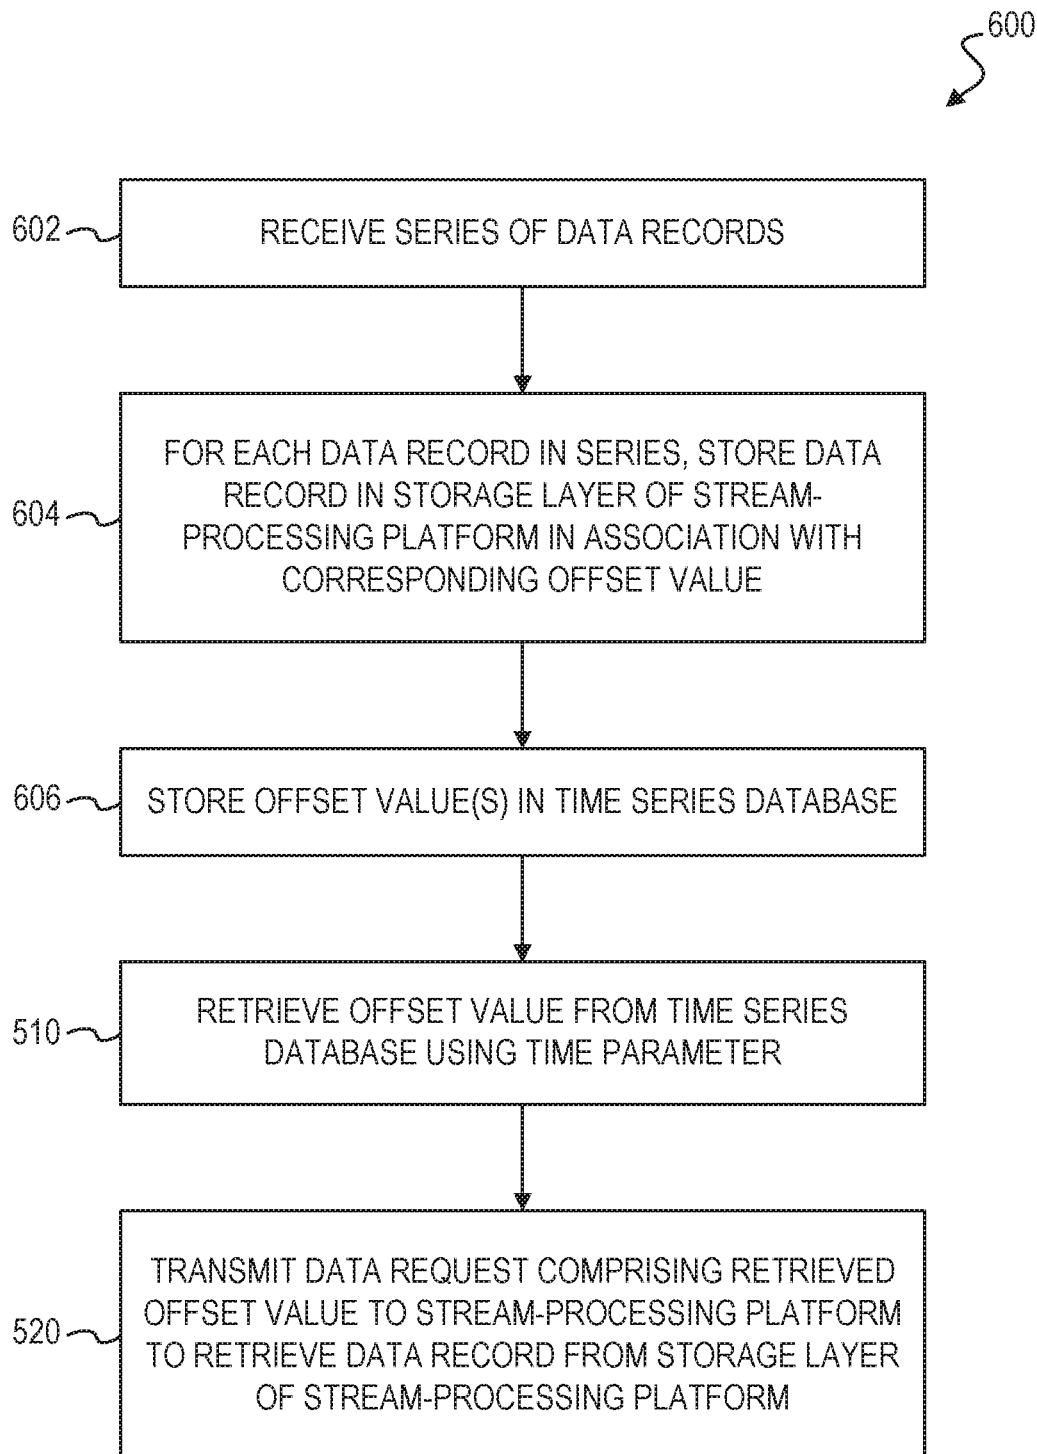 600
602
RECEIVE SERIES OF DATA RECORDS
604
FOR EACH DATA RECORD IN SERIES, STORE DATA
RECORD IN STORAGE LAYER OF STREAM-
PROCESSING PLATFORM IN ASSOCIATION WITH
CORRESPONDING OFFSET VALUE
606
STORE OFFSET VALUE(S) IN TIME SERIES DATABASE
510
RETRIEVE OFFSET VALUE FROM TIME SERIES
DATABASE USING TIME PARAMETER
520
TRANSMIT DATA REQUEST COMPRISING RETRIEVED
OFFSET VALUE TO STREAM-PROCESSING PLATFORM
TO RETRIEVE DATA RECORD FROM STORAGE LAYER
OF STREAM-PROCESSING PLATFORM